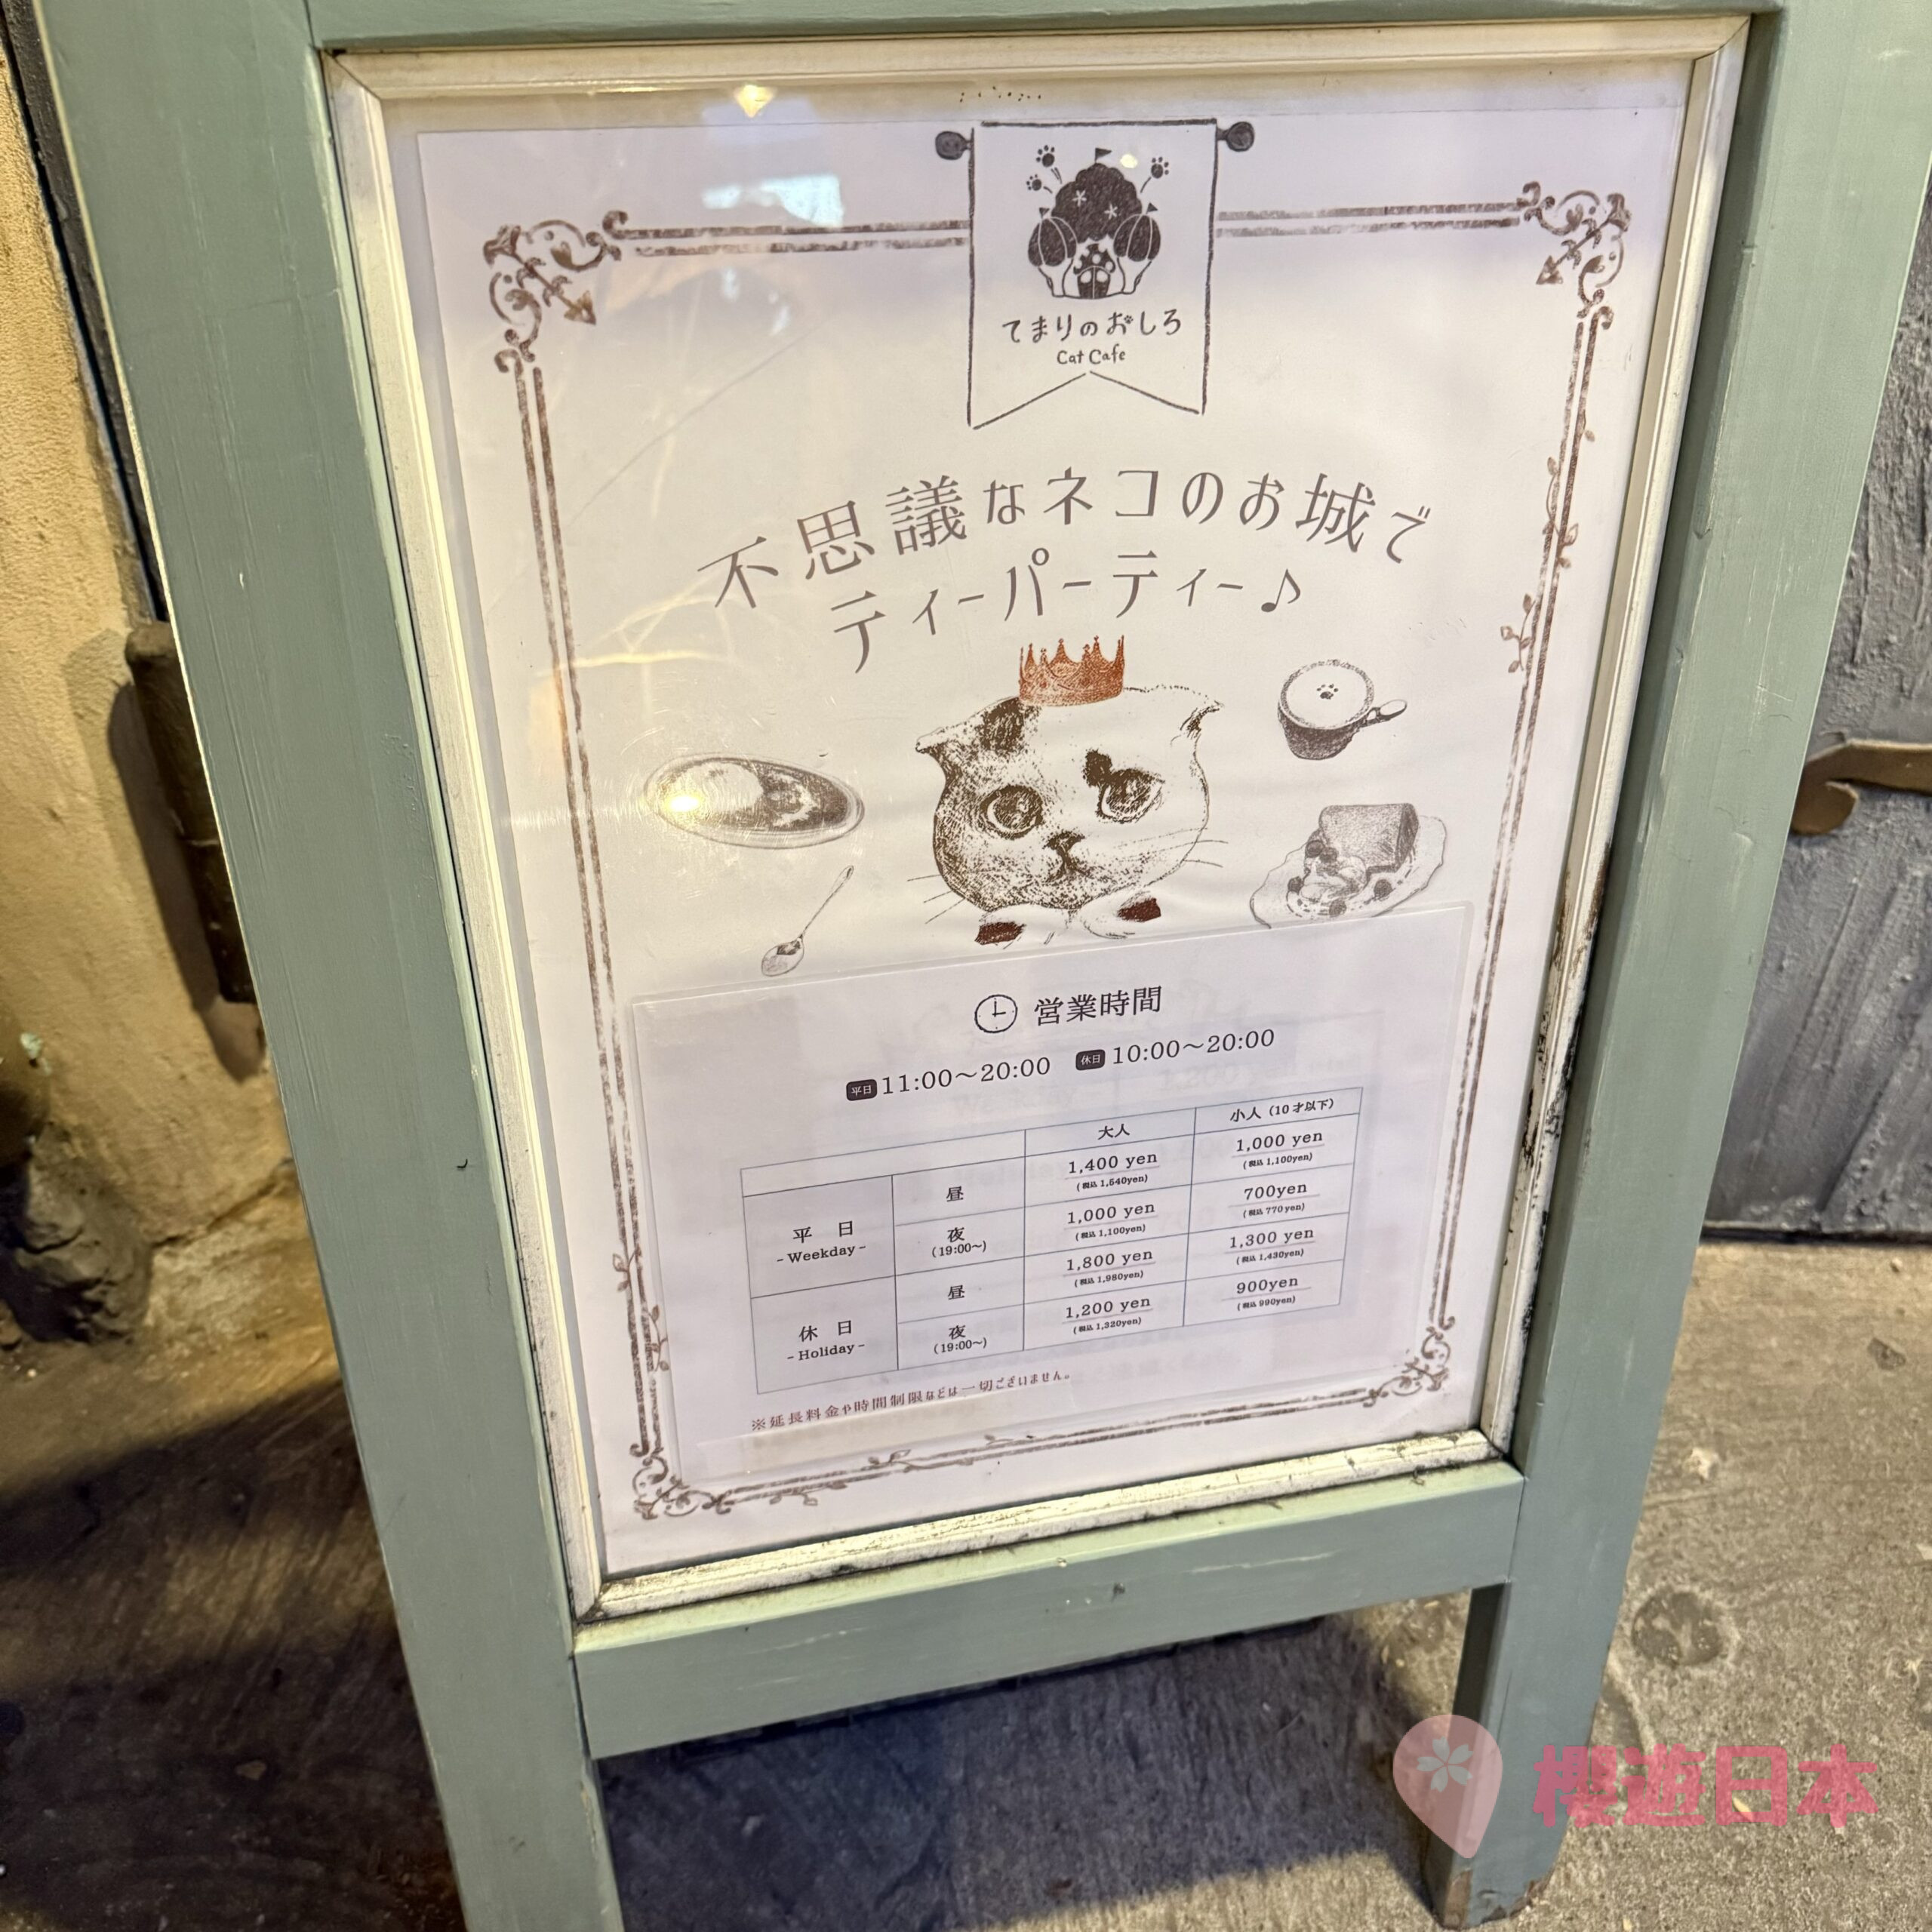 てまりのおしろ
Cat Cafe
不思議なネコのお城で
ティーパーティー♪
営業時間
平日 11:00～20:00 休日 10:00～20:00
大人 小人（10才以下）
平日
-Weekday-
昼 1,400 yen 1,000 yen
(税込 1,540yen) (税込 1,100yen)
夜 1,000 yen 700yen
(19:00～) (税込 1,100yen) (税込 770yen)
休日
-Holiday-
昼 1,800 yen 1,300 yen
(税込 1,980yen) (税込 1,430yen)
夜 1,200 yen 900yen
(19:00～) (税込 1,320yen) (税込 990yen)
※延長料金や時間制限などは一切ございません。
櫻遊日本